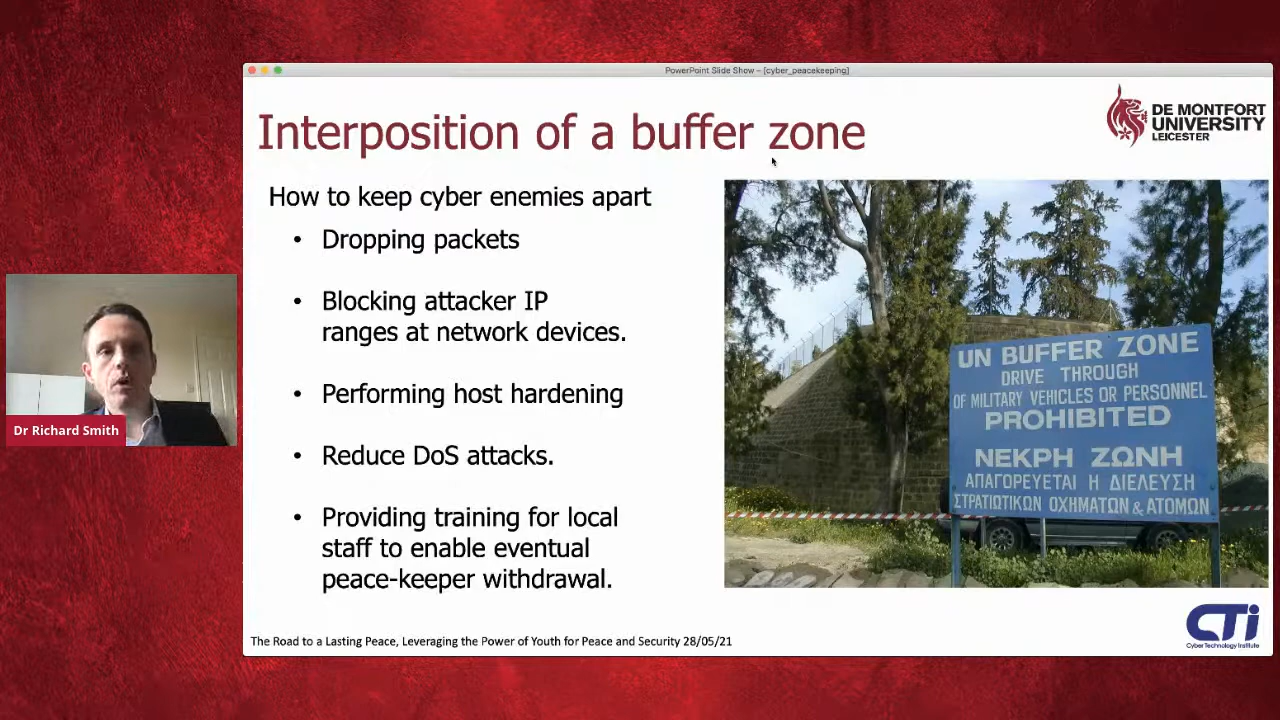 PowerPoint Slide Show – [cyber_peacekeeping]
Interposition of a buffer zone
DE MONTFORT
UNIVERSITY
LEICESTER
How to keep cyber enemies apart
• Dropping packets
• Blocking attacker IP
ranges at network devices.
• Performing host hardening
• Reduce DoS attacks.
• Providing training for local
staff to enable eventual
peace-keeper withdrawal.
UN BUFFER ZONE
DRIVE THROUGH
OF MILITARY VEHICLES OR PERSONNEL
PROHIBITED
ΝΕΚΡΗ ΖΩΝΗ
ΑΠΑΓΟΡΕΥΕΤΑΙ Η ΔΙΕΛΕΥΣΗ
ΣΤΡΑΤΙΩΤΙΚΩΝ ΟΧΗΜΑΤΩΝ & ΑΤΟΜΩΝ
Dr Richard Smith
The Road to a Lasting Peace, Leveraging the Power of Youth for Peace and Security 28/05/21
CTi
Cyber Technology Institute